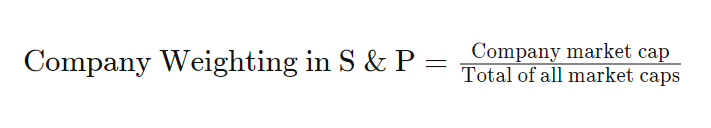 Company Weighting in S & P = Company market cap
Total of all market caps